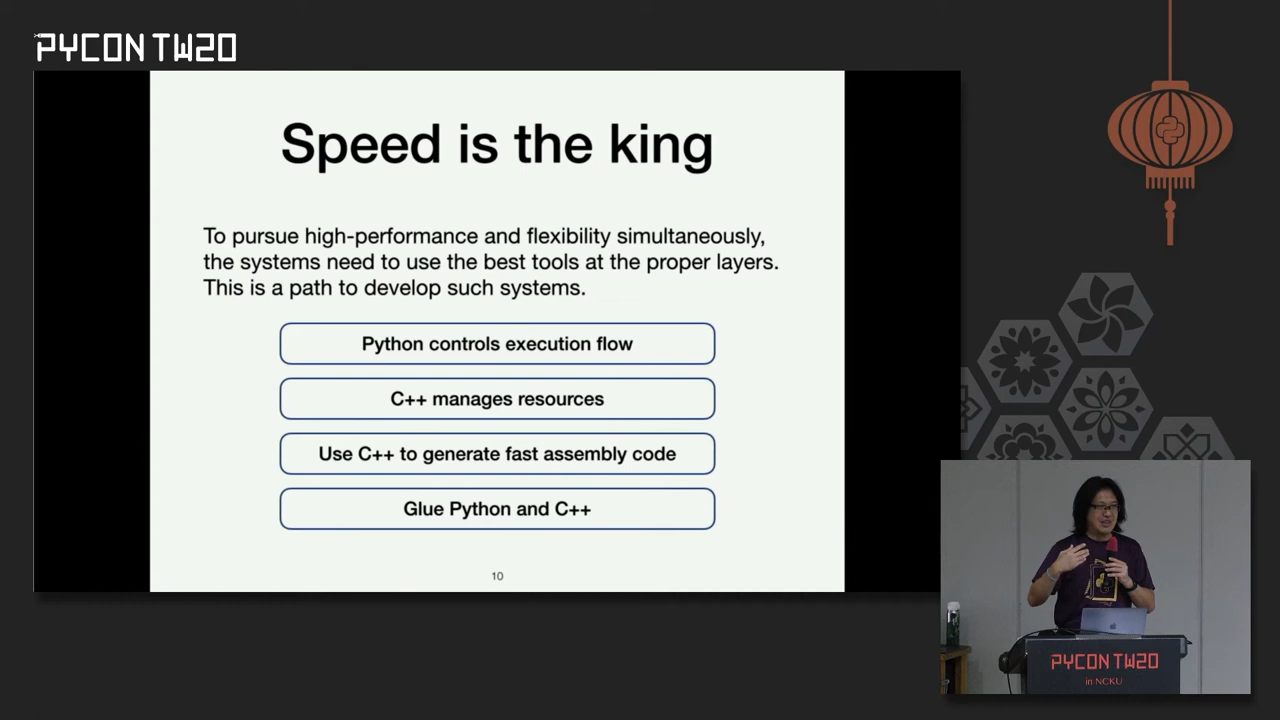 PYCON TW20
Speed is the king
To pursue high-performance and flexibility simultaneously,
the systems need to use the best tools at the proper layers.
This is a path to develop such systems.
Python controls execution flow
C++ manages resources
Use C++ to generate fast assembly code
Glue Python and C++
10
PYCON TW20
in NCKU